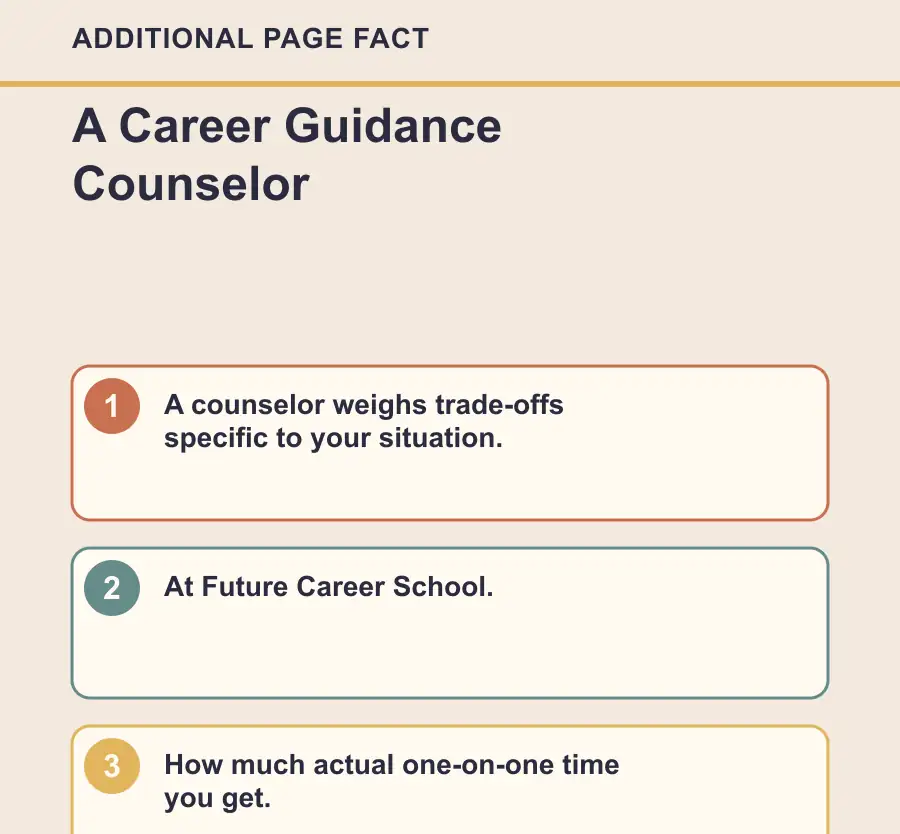 ADDITIONAL PAGE FACT
A Career Guidance
Counselor
1
A counselor weighs trade-offs
specific to your situation.
2
At Future Career School.
3
How much actual one-on-one time
you get.